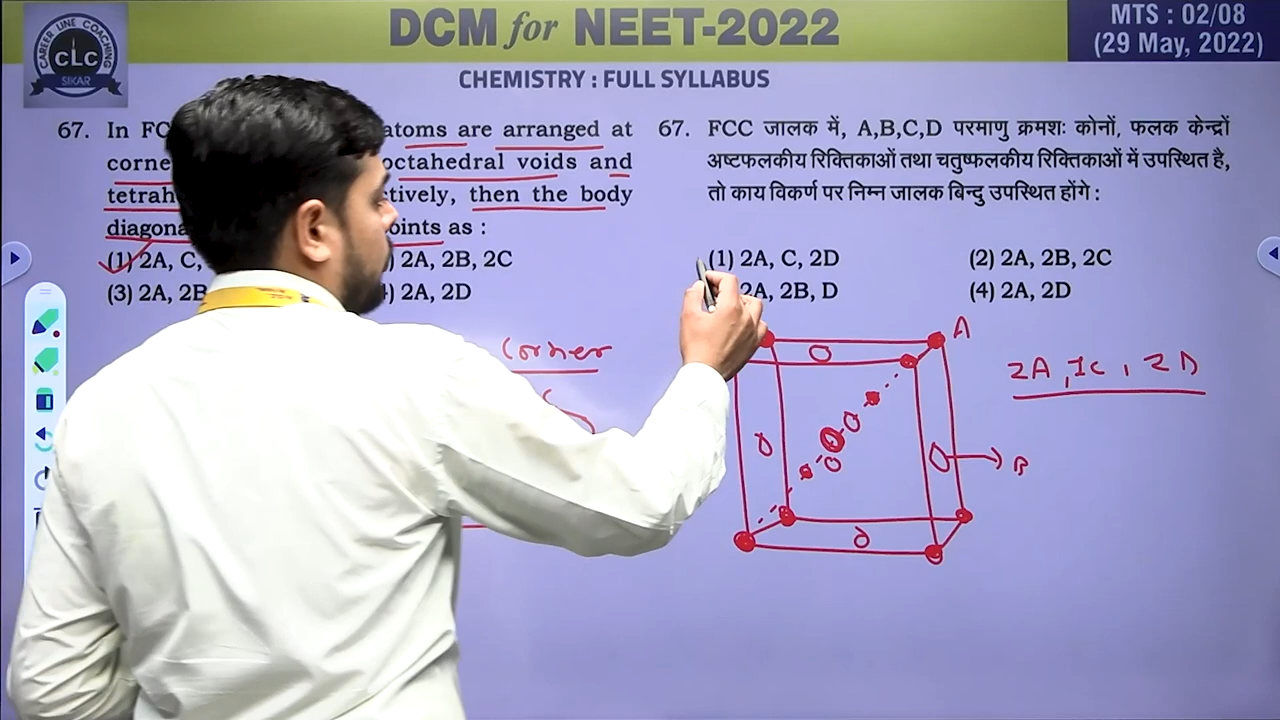 DCM for NEET-2022
MTS : 02/08
(29 May, 2022)
CAREER LINE COACHING
CLC
SIKAR
CHEMISTRY : FULL SYLLABUS
67. In FC atoms are arranged at
corne octahedral voids and
tetrah ctively, then the body
diagona oints as :
(1) 2A, C, ) 2A, 2B, 2C
(3) 2A, 2B ) 2A, 2D
67. FCC जालक में, A,B,C,D परमाणु क्रमशः कोनों, फलक केन्द्रों
अष्टफलकीय रिक्तिकाओं तथा चतुष्फलकीय रिक्तिकाओं में उपस्थित है,
तो काय विकर्ण पर निम्न जालक बिन्दु उपस्थित होंगे :
(1) 2A, C, 2D (2) 2A, 2B, 2C
2A, 2B, D (4) 2A, 2D
Corner
A
2A, 1C, 2D
B